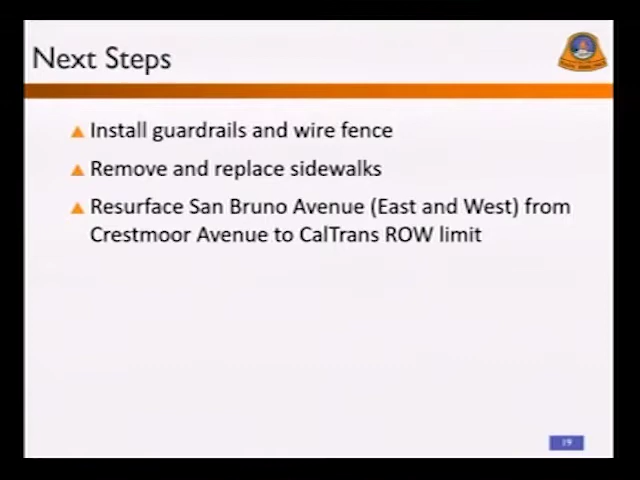 Next Steps
Install guardrails and wire fence
Remove and replace sidewalks
Resurface San Bruno Avenue (East and West) from
Crestmoor Avenue to CalTrans ROW limit
19